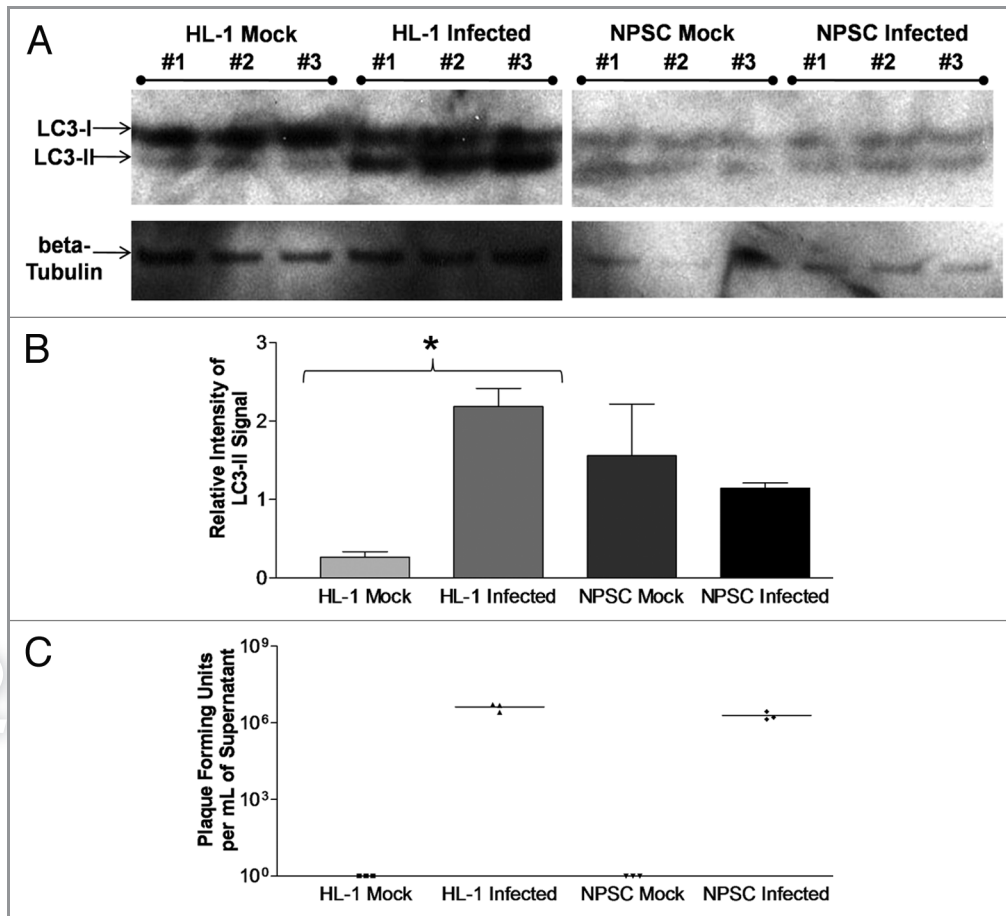 A
HL-1 Mock HL-1 Infected NPSC Mock NPSC Infected
#1 #2 #3 #1 #2 #3 #1 #2 #3 #1 #2 #3
LC3-I
LC3-II
beta-
Tubulin
B
Relative Intensity of
LC3-II Signal
3
*
2
1
0
HL-1 Mock HL-1 Infected NPSC Mock NPSC Infected
C
Plaque Forming Units
per mL of Supernatant
10⁹
10⁶
10³
10⁰
HL-1 Mock HL-1 Infected NPSC Mock NPSC Infected